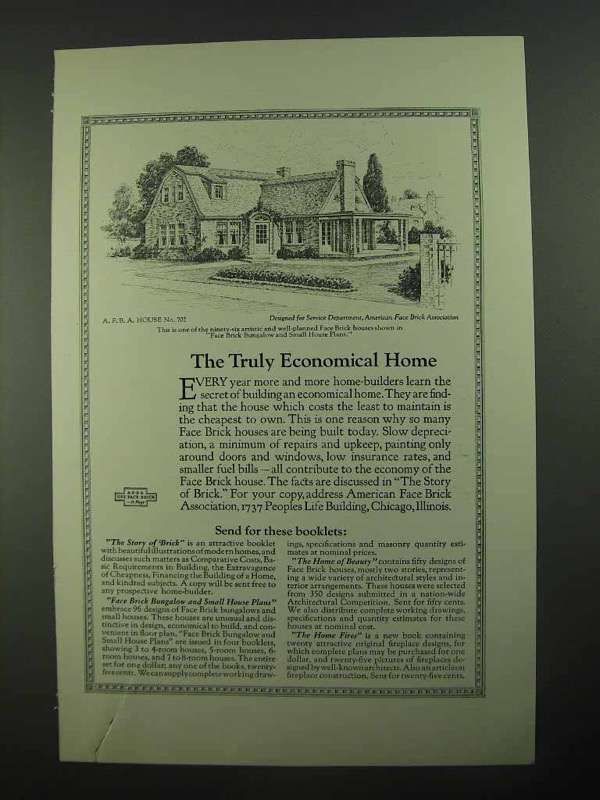 A. F. B. A. HOUSE No. 702
Designed for Service Department, American Face Brick Association
This is one of the ninety-six artistic and well-planned Face Brick houses shown in
"Face Brick Bungalow and Small House Plans."
The Truly Economical Home
EVERY year more and more home-builders learn the
secret of building an economical home. They are find-
ing that the house which costs the least to maintain is
the cheapest to own. This is one reason why so many
Face Brick houses are being built today. Slow depreci-
ation, a minimum of repairs and upkeep, painting only
around doors and windows, low insurance rates, and
smaller fuel bills—all contribute to the economy of the
Face Brick house. The facts are discussed in "The Story
of Brick." For your copy, address American Face Brick
Association, 1737 Peoples Life Building, Chicago, Illinois.
USE FACE BRICK
—it Pays
Send for these booklets:
"The Story of Brick" is an attractive booklet
with beautiful illustrations of modern homes, and
discusses such matters as Comparative Costs, Ba-
sic Requirements in Building, the Extravagance
of Cheapness, Financing the Building of a Home,
and kindred subjects. A copy will be sent free to
any prospective home-builder.
"Face Brick Bungalow and Small House Plans"
embrace 96 designs of Face Brick bungalows and
small houses. These houses are unusual and dis-
tinctive in design, economical to build, and con-
venient in floor plan. "Face Brick Bungalow and
Small House Plans" are issued in four booklets,
showing 3 to 4-room houses, 5-room houses, 6-
room houses, and 7 to 8-room houses. The entire
set for one dollar; any one of the books, twenty-
five cents. We can supply complete working draw-
ings, specifications and masonry quantity esti-
mates at nominal prices.
"The Home of Beauty" contains fifty designs of
Face Brick houses, mostly two stories, represent-
ing a wide variety of architectural styles and in-
terior arrangements. These houses were selected
from 350 designs submitted in a nation-wide
Architectural Competition. Sent for fifty cents.
We also distribute complete working drawings,
specifications and quantity estimates for these
houses at nominal cost.
"The Home Fires" is a new book containing
twenty attractive original fireplace designs, for
which complete plans may be purchased for one
dollar, and twenty-five pictures of fireplaces de-
signed by well-known architects. Also an article on
fireplace construction. Sent for twenty-five cents.